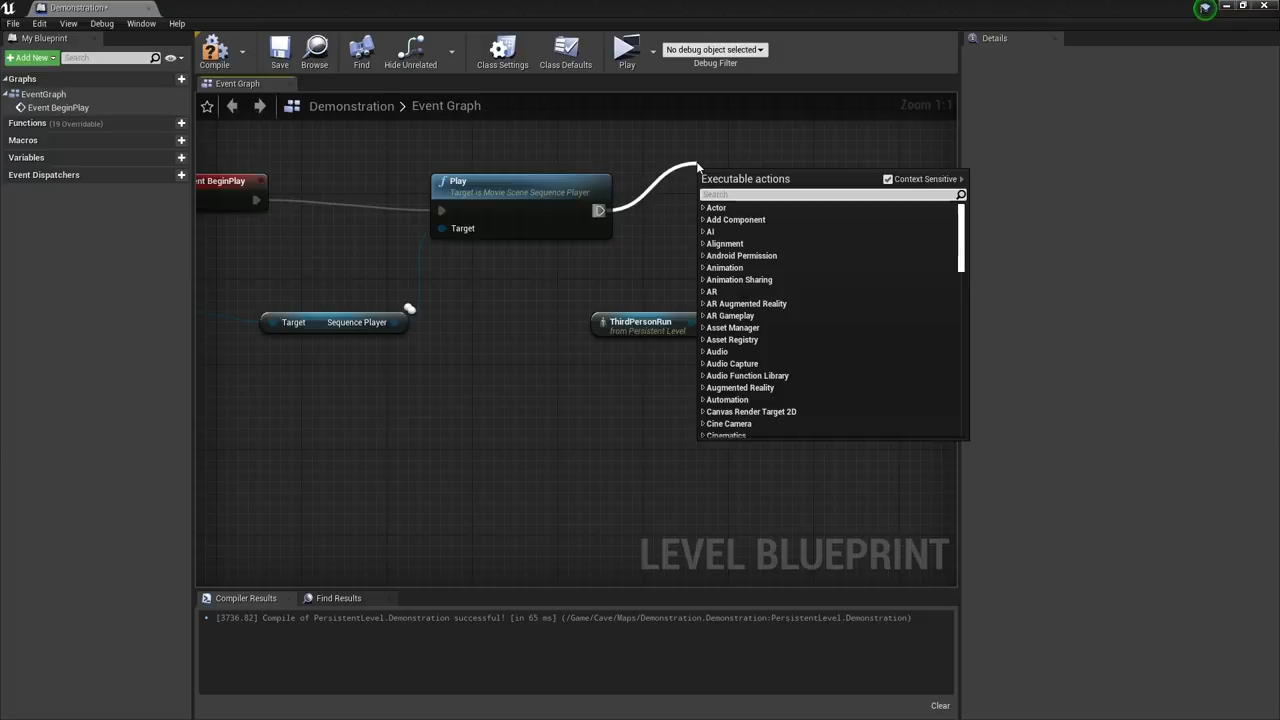 Demonstration*
File Edit View Debug Window Help
My Blueprint
Add New Search
Graphs
EventGraph
Event BeginPlay
Functions (19 Overridable)
Macros
Variables
Event Dispatchers
Compile Save Browse Find Hide Unrelated Class Settings Class Defaults Play
No debug object selected
Debug Filter
Details
Event Graph
Demonstration > Event Graph
Zoom 1:1
nt BeginPlay
Play
Target is Movie Scene Sequence Player
Target
Target Sequence Player
ThirdPersonRun
from Persistent Level
Executable actions Context Sensitive
Search
Actor
Add Component
AI
Alignment
Android Permission
Animation
Animation Sharing
AR
AR Augmented Reality
AR Gameplay
Asset Manager
Asset Registry
Audio
Audio Capture
Audio Function Library
Augmented Reality
Automation
Canvas Render Target 2D
Cine Camera
Cinematics
LEVEL BLUEPRINT
Compiler Results Find Results
[3736.82] Compile of PersistentLevel.Demonstration successful! [in 65 ms] (/Game/Cave/Maps/Demonstration.Demonstration:PersistentLevel.Demonstration)
Clear